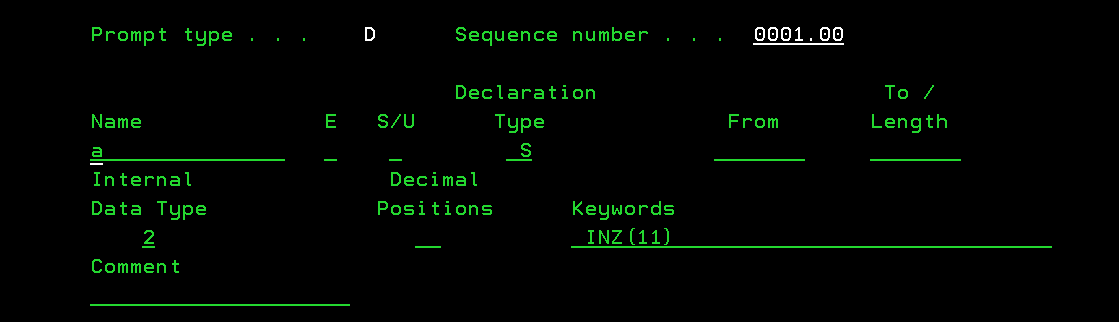 Prompt type . . . D Sequence number . . . 0001.00
Declaration To /
Name E S/U Type From Length
a S
Internal Decimal
Data Type Positions Keywords
2 INZ(11)
Comment